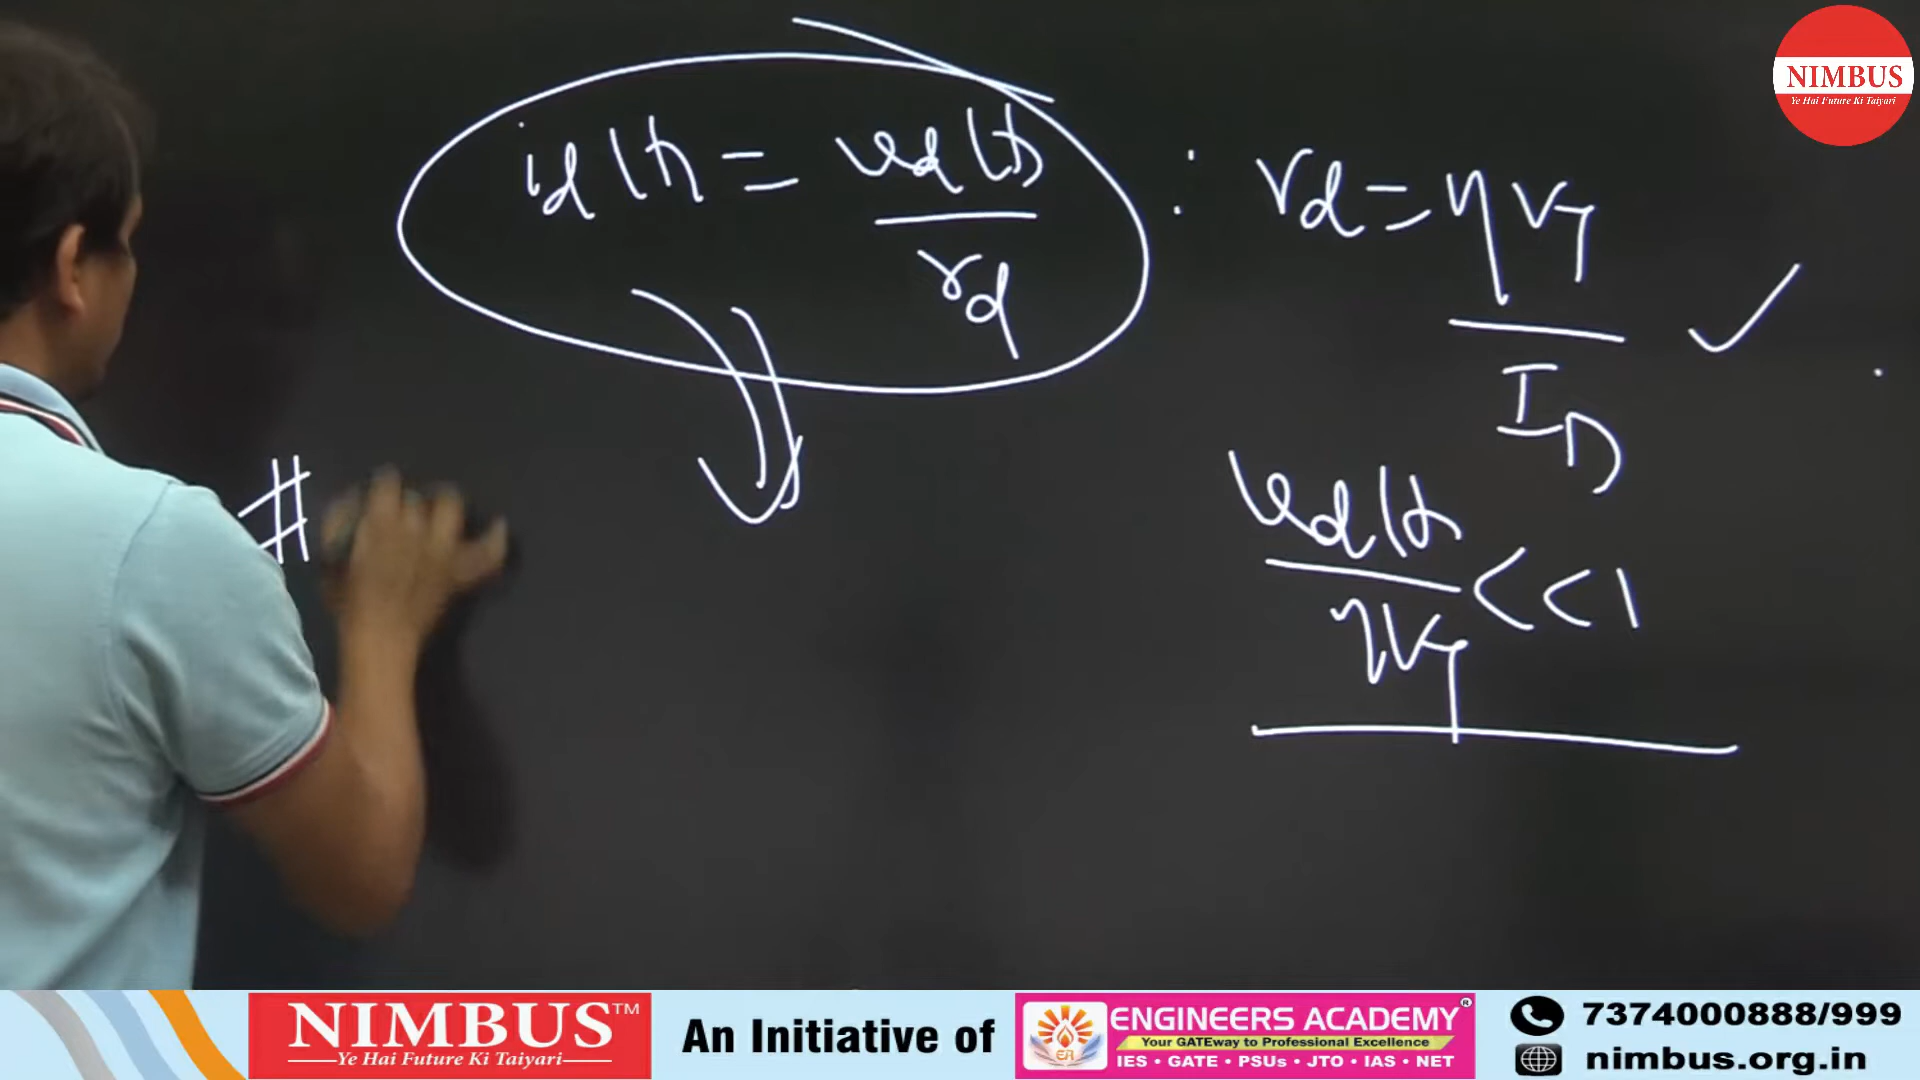 NIMBUS
Ye Hai Future Ki Taiyari
id(t) = vd(t) / rd : rd = ηVT / ID ✓
#
vd(t) / ηVT << 1
NIMBUS™
Ye Hai Future Ki Taiyari
An Initiative of
EA
ENGINEERS ACADEMY®
Your GATEway to Professional Excellence
IES • GATE • PSUs • JTO • IAS • NET
7374000888/999
nimbus.org.in